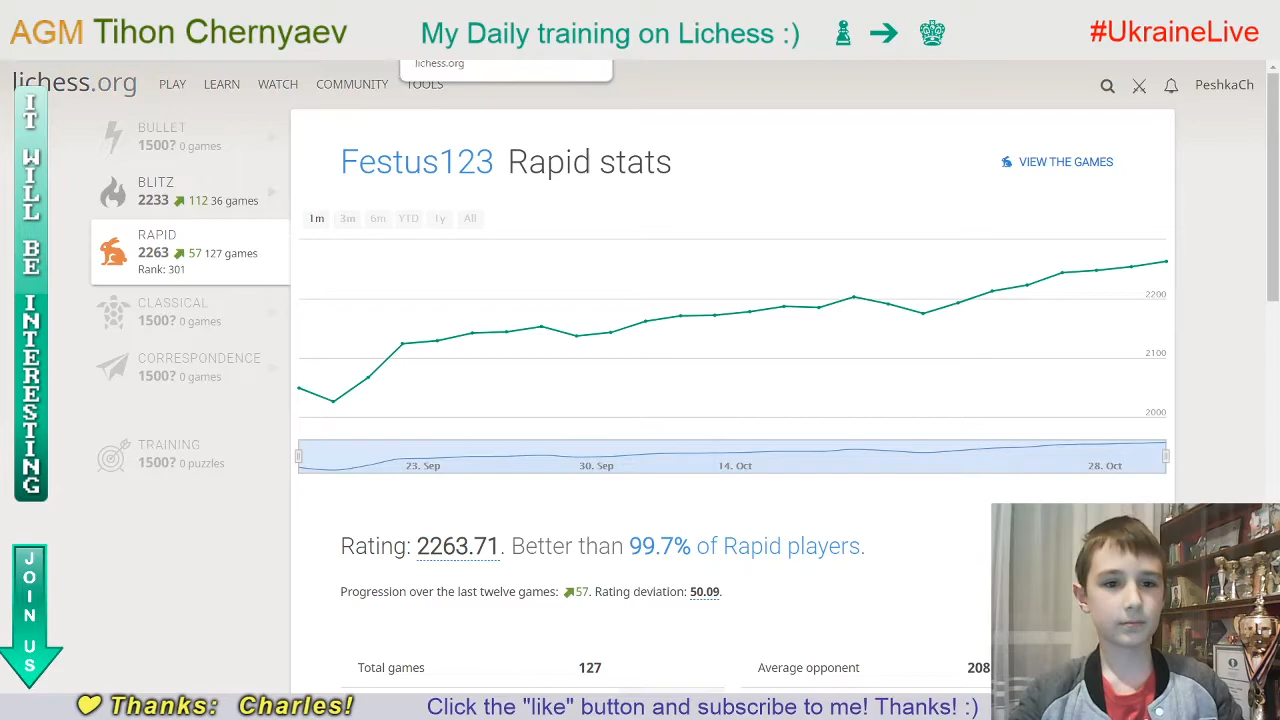 AGM Tihon Chernyaev
My Daily training on Lichess :)
#UkraineLive
lichess.org
lichess.org
PLAY LEARN WATCH COMMUNITY TOOLS
PeshkaCh
IT WILL BE INTERESTING
JOIN US
BULLET
1500? 0 games
BLITZ
2233 112 36 games
RAPID
2263 57 127 games
Rank: 301
CLASSICAL
1500? 0 games
CORRESPONDENCE
1500? 0 games
TRAINING
1500? 0 puzzles
Festus123 Rapid stats
VIEW THE GAMES
1m 3m 6m YTD 1y All
2200
2100
2000
23. Sep 30. Sep 14. Oct 28. Oct
Rating: 2263.71. Better than 99.7% of Rapid players.
Progression over the last twelve games: 57. Rating deviation: 50.09.
Total games 127
Average opponent 208
Thanks: Charles!
Click the "like" button and subscribe to me! Thanks! :)